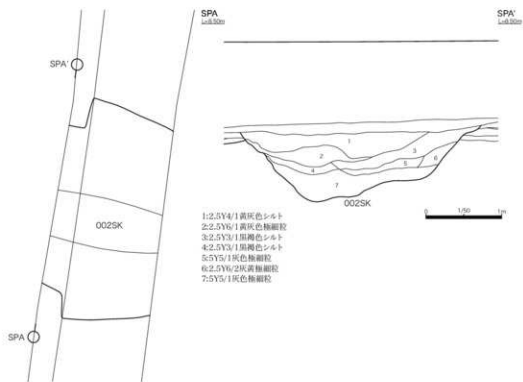 SPA
L=8.50m
SPA'
L=8.50m
SPA'
002SK
SPA
1
2
3
4
5
6
7
002SK
1:2.5Y4/1黄灰色シルト
2:2.5Y6/1黄灰色極細粒
3:2.5Y3/1黒褐色シルト
4:2.5Y3/1黒褐色シルト
5:5Y5/1灰色極細粒
6:2.5Y6/2灰黄極細粒
7:5Y5/1灰色極細粒
0 1/50 1m